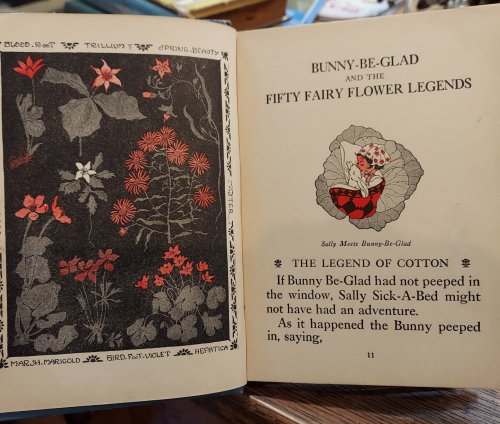 BLOOD-ROOT TRILLIUM SPRING-BEAUTY
ASTER
MARSH-MARIGOLD BIRD-FOOT-VIOLET HEPATICA
BUNNY-BE-GLAD
AND THE
FIFTY FAIRY FLOWER LEGENDS
Sally Meets Bunny-Be-Glad
THE LEGEND OF COTTON
If Bunny Be-Glad had not peeped
in the window, Sally Sick-A-Bed might
not have had an adventure.
As it happened the Bunny peeped
in, saying,
11